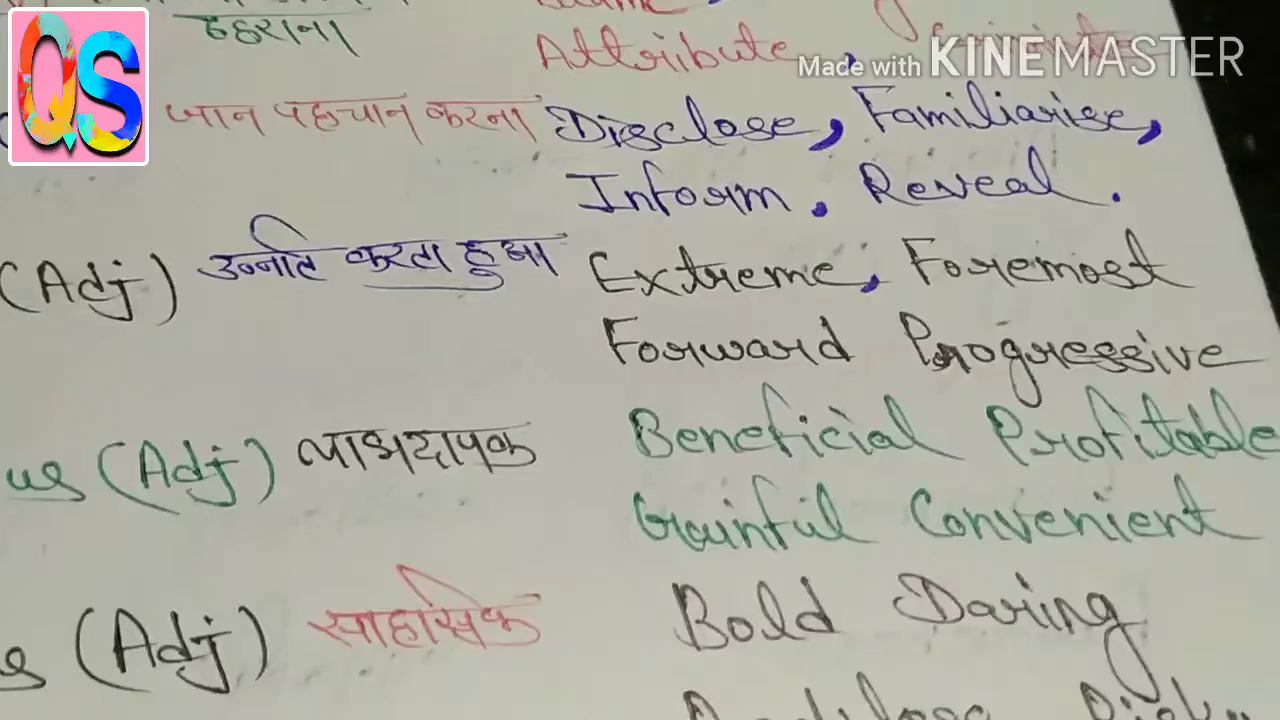 QS
Made with KINEMASTER
ठहराना
Attribute,
जान पहचान करना Disclose, Familiarise,
Inform, Reveal.
(Adj) उन्नति करता हुआ Extreme, Foremost
Forward Progressive
us (Adj) लाभदायक Beneficial Profitable
Gainful Convenient
s (Adj) साहसिक Bold Daring